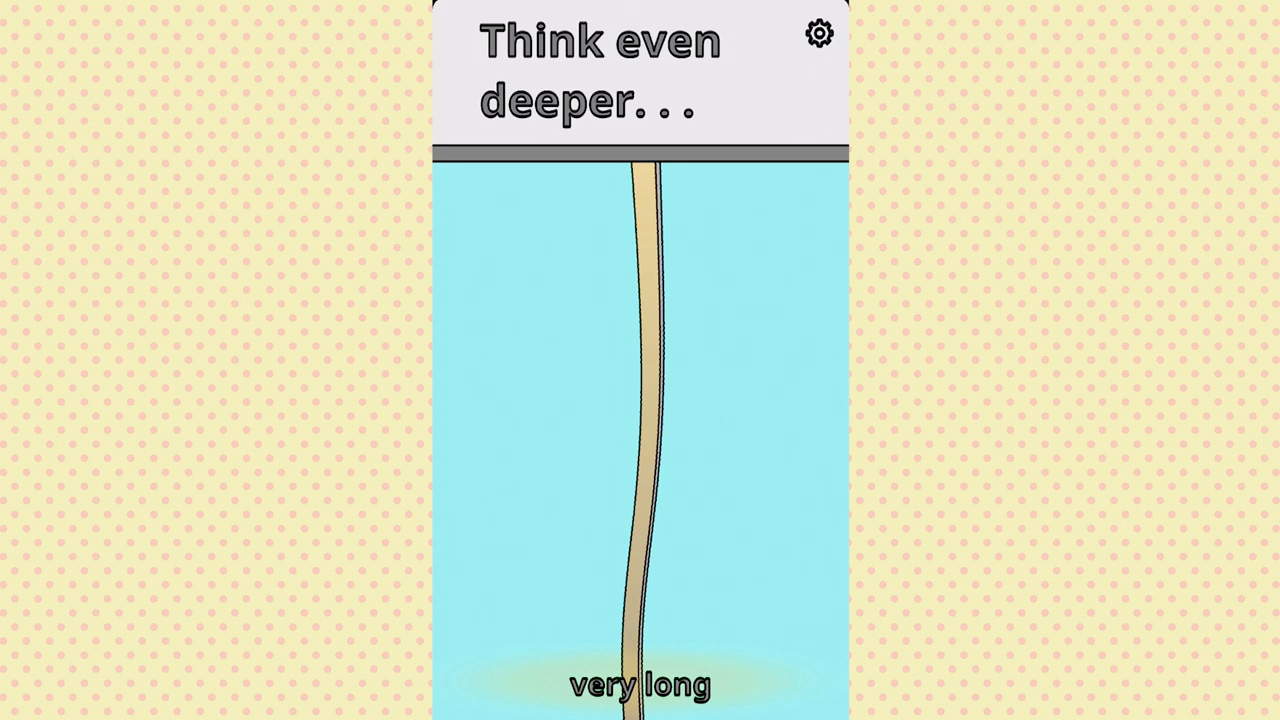 Think even
deeper. . .
very long